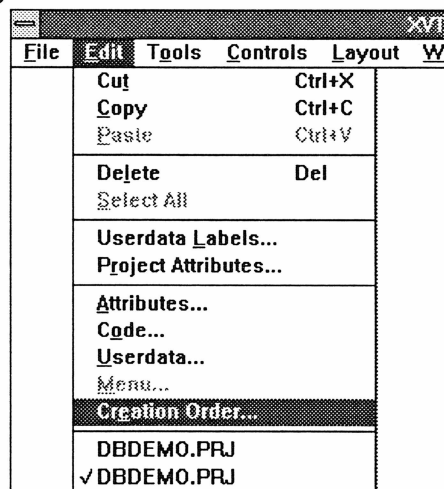 XVT
File Edit Tools Controls Layout W
Cut Ctrl+X
Copy Ctrl+C
Paste Ctrl+V
Delete Del
Select All
Userdata Labels...
Project Attributes...
Attributes...
Code...
Userdata...
Menu...
Creation Order...
DBDEMO.PRJ
✓DBDEMO.PRJ